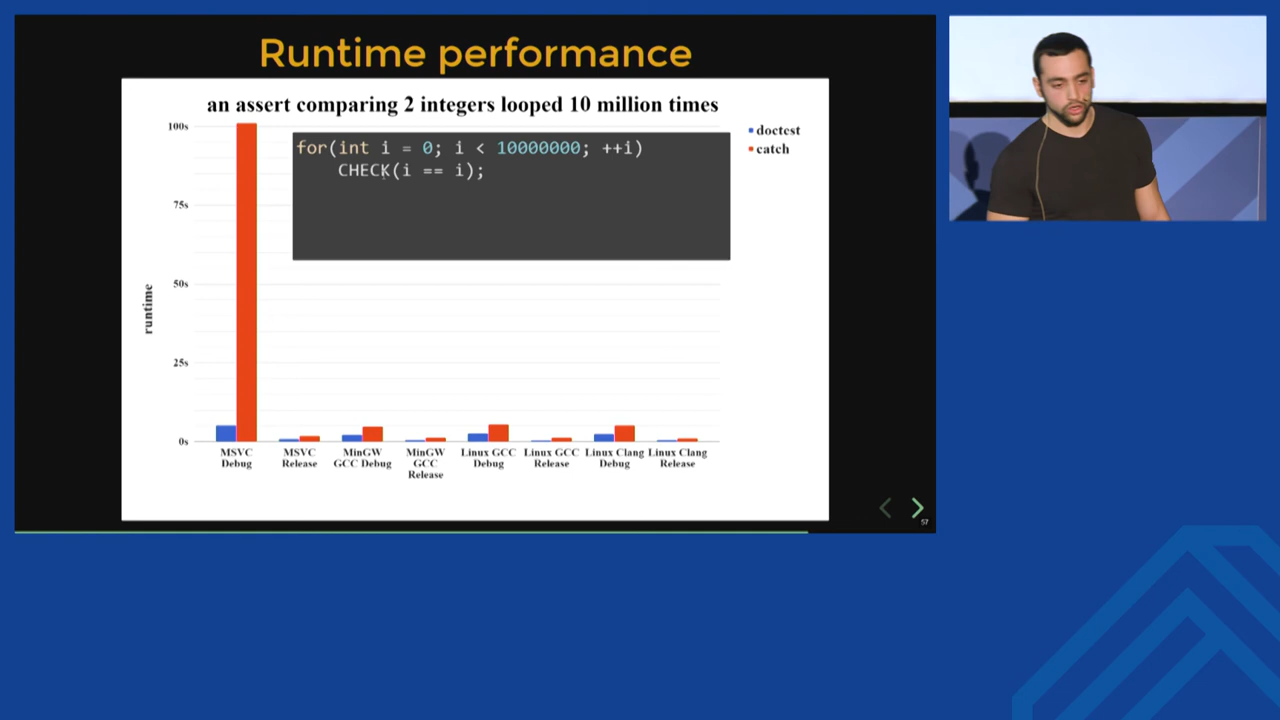 Runtime performance
an assert comparing 2 integers looped 10 million times
100s
75s
50s
25s
0s
runtime
for(int i = 0; i < 10000000; ++i)
CHECK(i == i);
doctest
catch
MSVC
Debug
MSVC
Release
MinGW
GCC Debug
MinGW
GCC
Release
Linux GCC
Debug
Linux GCC
Release
Linux Clang
Debug
Linux Clang
Release
57